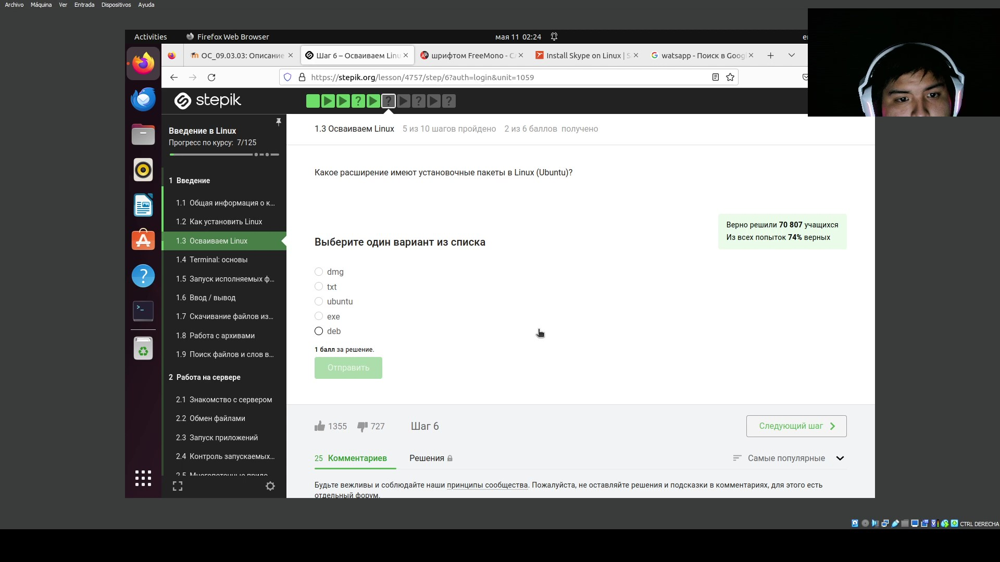 Archivo Máquina Ver Entrada Dispositivos Ayuda
Activities Firefox Web Browser мая 11 02:24
ОС_09.03.03: Описание Шаг 6 – Осваиваем Linu шрифтом FreeMono - Install Skype on Linux | S watsapp - Поиск в Goog
https://stepik.org/lesson/4757/step/6?auth=login&unit=1059
stepik
Введение в Linux
Прогресс по курсу: 7/125
1 Введение
1.1 Общая информация о к...
1.2 Как установить Linux
1.3 Осваиваем Linux
1.4 Terminal: основы
1.5 Запуск исполняемых ф...
1.6 Ввод / вывод
1.7 Скачивание файлов из...
1.8 Работа с архивами
1.9 Поиск файлов и слов в...
2 Работа на сервере
2.1 Знакомство с сервером
2.2 Обмен файлами
2.3 Запуск приложений
2.4 Контроль запускаемых...
1.3 Осваиваем Linux 5 из 10 шагов пройдено 2 из 6 баллов получено
Какое расширение имеют установочные пакеты в Linux (Ubuntu)?
Верно решили 70 807 учащихся
Из всех попыток 74% верных
Выберите один вариант из списка
dmg
txt
ubuntu
exe
deb
1 балл за решение.
Отправить
1355 727 Шаг 6 Следующий шаг
25 Комментариев Решения Самые популярные
Будьте вежливы и соблюдайте наши принципы сообщества. Пожалуйста, не оставляйте решения и подсказки в комментариях, для этого есть
отдельный форум.
CTRL DERECHA